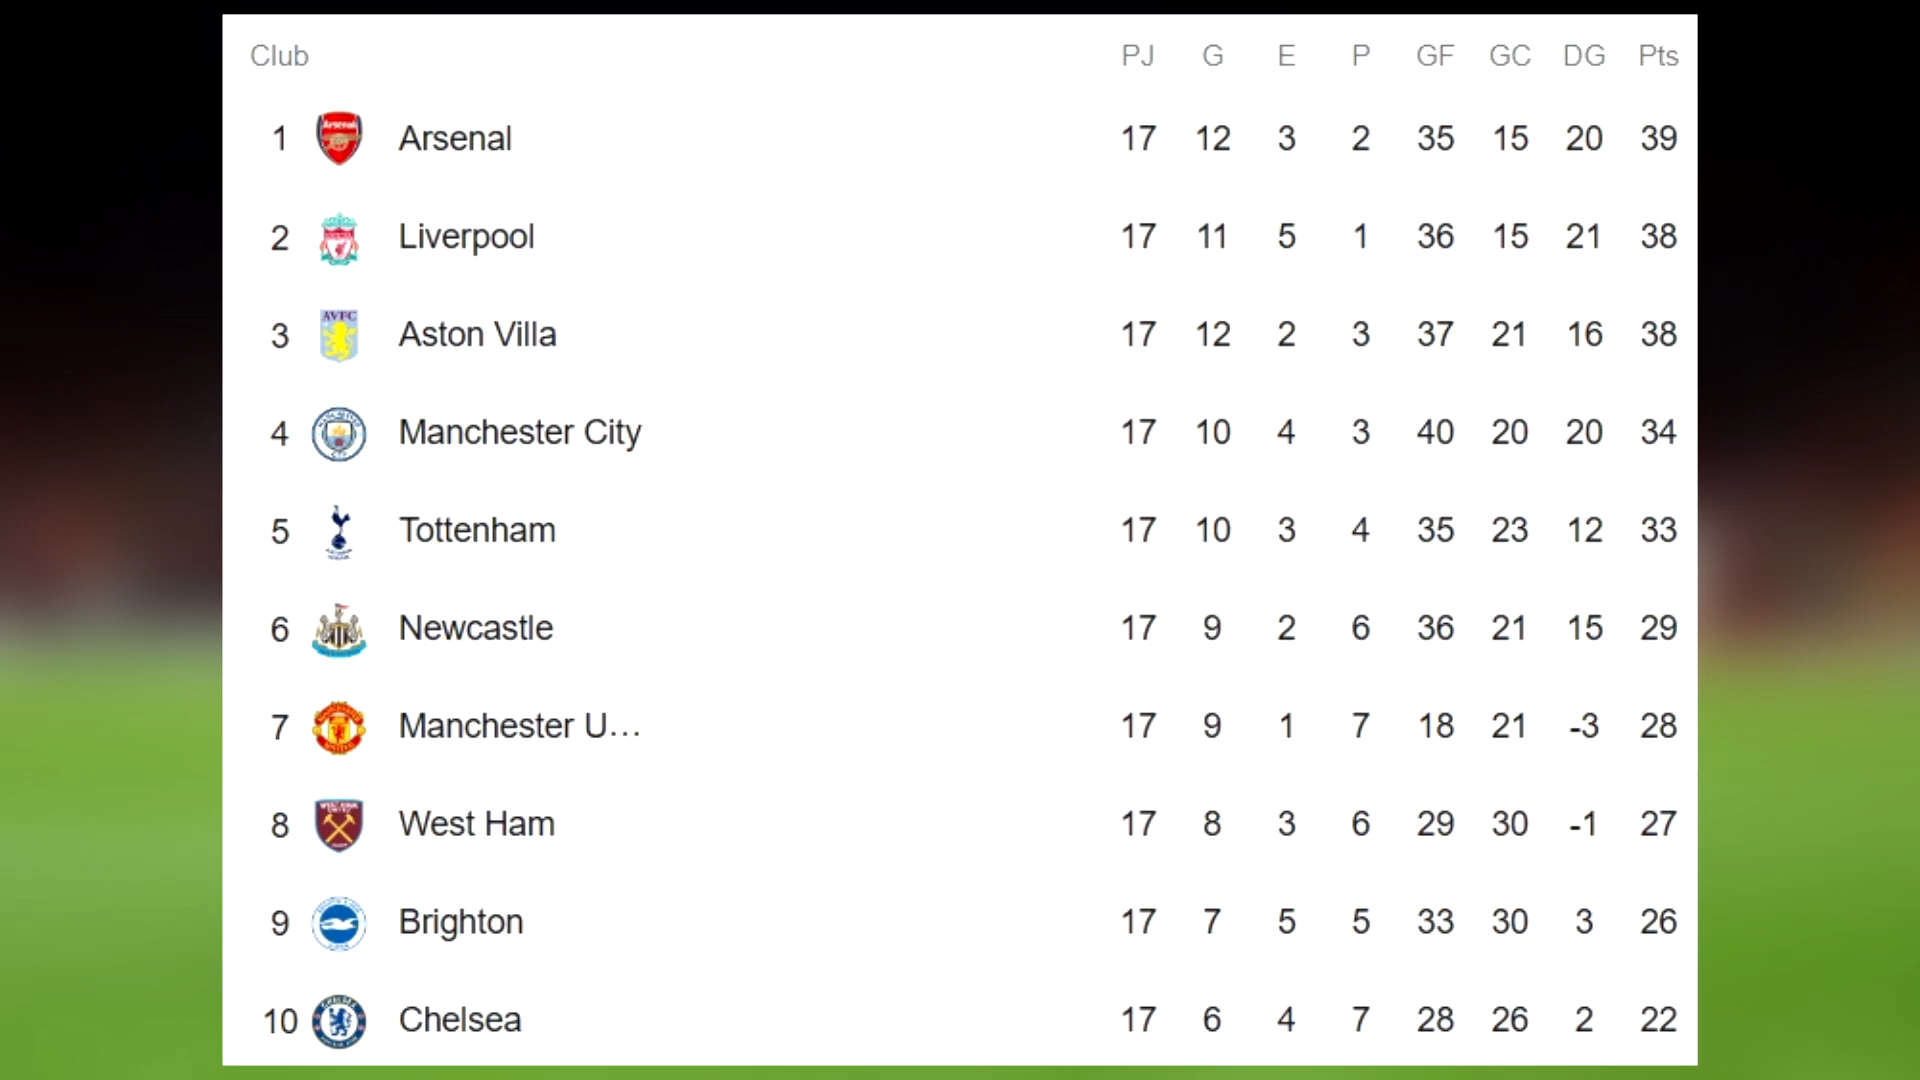 Club PJ G E P GF GC DG Pts
1 Arsenal 17 12 3 2 35 15 20 39
2 Liverpool 17 11 5 1 36 15 21 38
AVFC
3 Aston Villa 17 12 2 3 37 21 16 38
4 Manchester City 17 10 4 3 40 20 20 34
5 Tottenham 17 10 3 4 35 23 12 33
6 Newcastle 17 9 2 6 36 21 15 29
7 Manchester U... 17 9 1 7 18 21 -3 28
8 West Ham 17 8 3 6 29 30 -1 27
9 Brighton 17 7 5 5 33 30 3 26
10 Chelsea 17 6 4 7 28 26 2 22